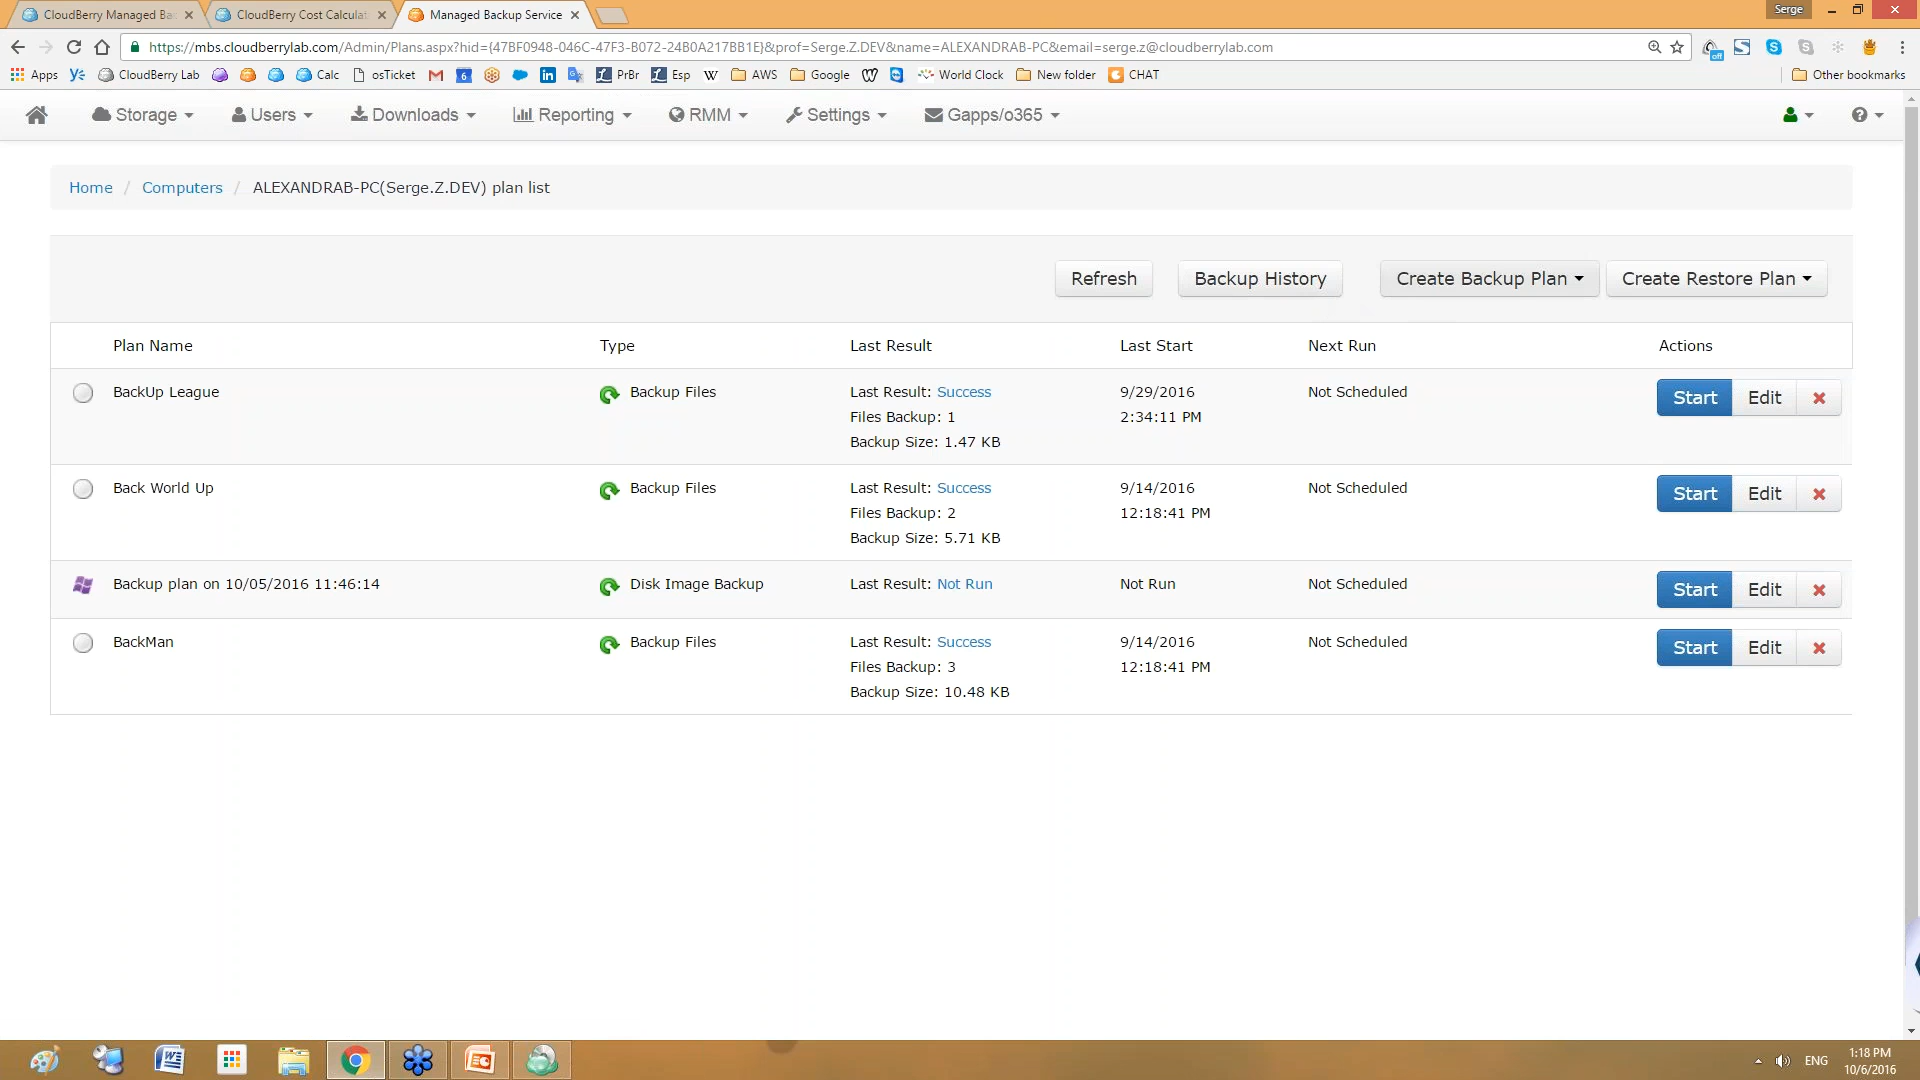 CloudBerry Managed Ba
CloudBerry Cost Calculat
Managed Backup Service
Serge
https://mbs.cloudberrylab.com/Admin/Plans.aspx?hid={47BF0948-046C-47F3-B072-24B0A217BB1E}&prof=Serge.Z.DEV&name=ALEXANDRAB-PC&email=serge.z@cloudberrylab.com
off
Apps
CloudBerry Lab
Calc
osTicket
6
PrBr
Esp
W
AWS
Google
World Clock
New folder
CHAT
Other bookmarks
Storage
Users
Downloads
Reporting
RMM
Settings
Gapps/o365
Home / Computers / ALEXANDRAB-PC(Serge.Z.DEV) plan list
Refresh
Backup History
Create Backup Plan
Create Restore Plan
Plan Name Type Last Result Last Start Next Run Actions
BackUp League Backup Files Last Result: Success 9/29/2016 Not Scheduled Start Edit
Files Backup: 1 2:34:11 PM
Backup Size: 1.47 KB
Back World Up Backup Files Last Result: Success 9/14/2016 Not Scheduled Start Edit
Files Backup: 2 12:18:41 PM
Backup Size: 5.71 KB
Backup plan on 10/05/2016 11:46:14 Disk Image Backup Last Result: Not Run Not Run Not Scheduled Start Edit
BackMan Backup Files Last Result: Success 9/14/2016 Not Scheduled Start Edit
Files Backup: 3 12:18:41 PM
Backup Size: 10.48 KB
ENG
1:18 PM
10/6/2016